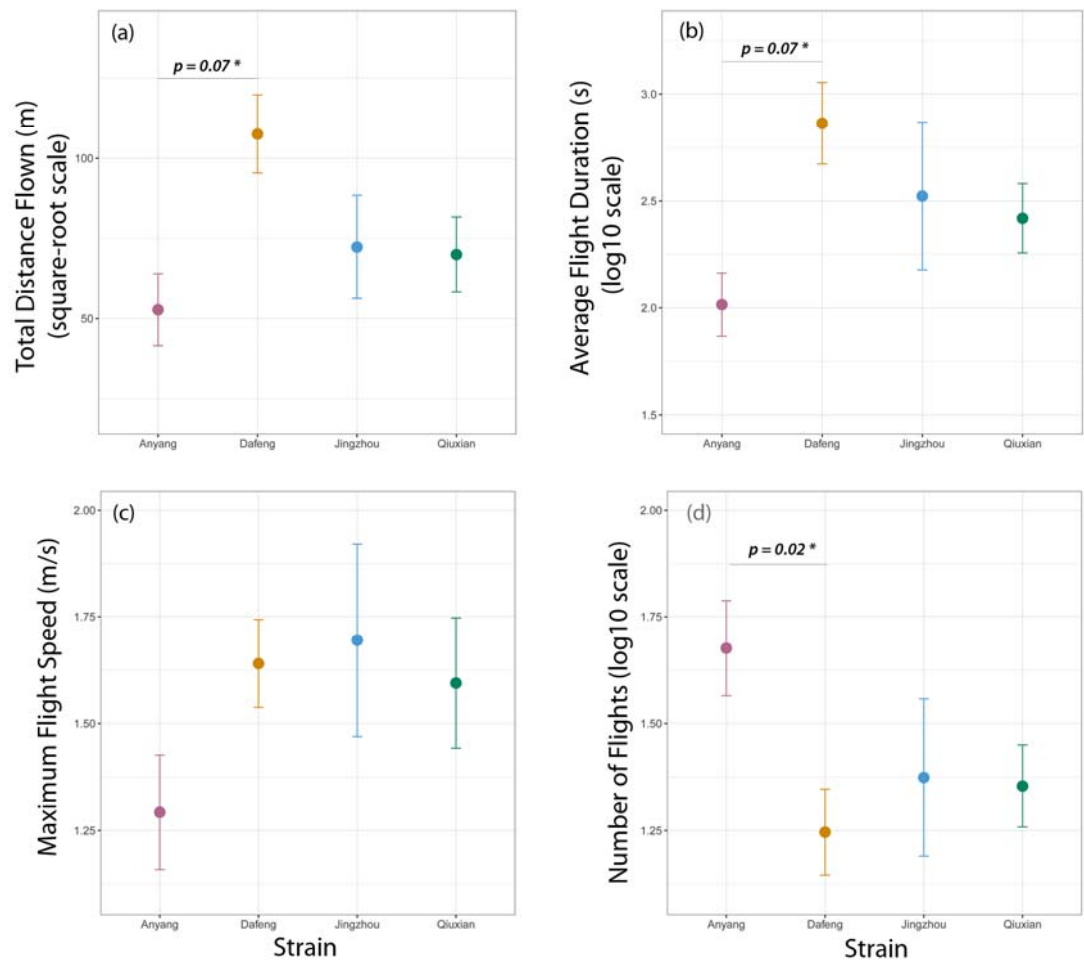 (a)
p = 0.07 *
Total Distance Flown (m)
(square-root scale)
100
50
Anyang Dafeng Jingzhou Qiuxian
(b)
p = 0.07 *
Average Flight Duration (s)
(log10 scale)
3.0
2.5
2.0
1.5
Anyang Dafeng Jingzhou Qiuxian
(c)
Maximum Flight Speed (m/s)
2.00
1.75
1.50
1.25
Anyang Dafeng Jingzhou Qiuxian
Strain
(d)
p = 0.02 *
Number of Flights (log10 scale)
2.00
1.75
1.50
1.25
Anyang Dafeng Jingzhou Qiuxian
Strain